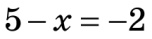 5 − x = −2